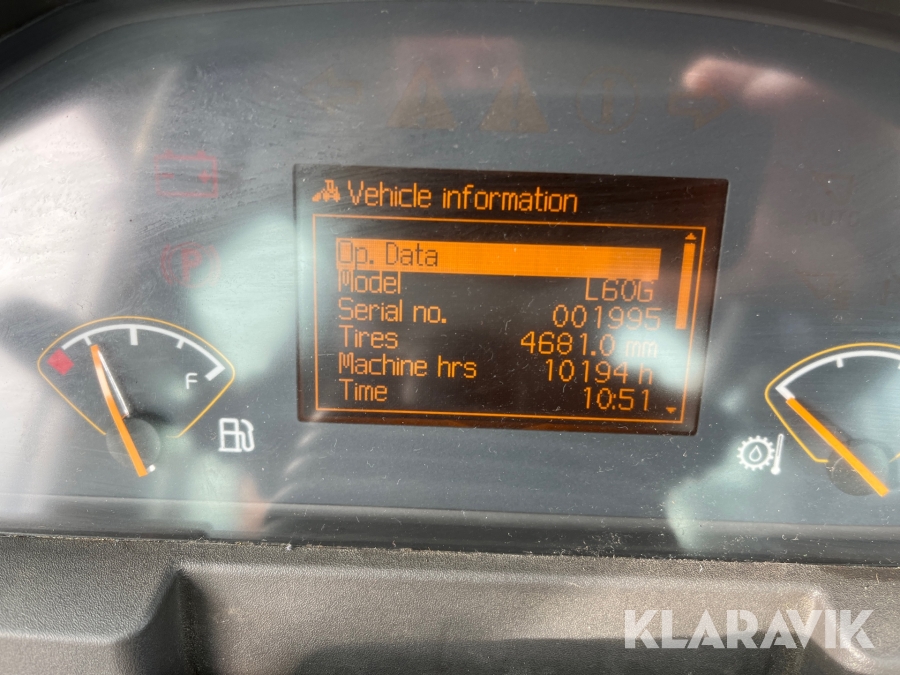 Vehicle information
Op. Data
Model L60G
Serial no. 001995
Tires 4681.0 mm
Machine hrs 10194 h
Time 10:51
P
F
KLARAVIK